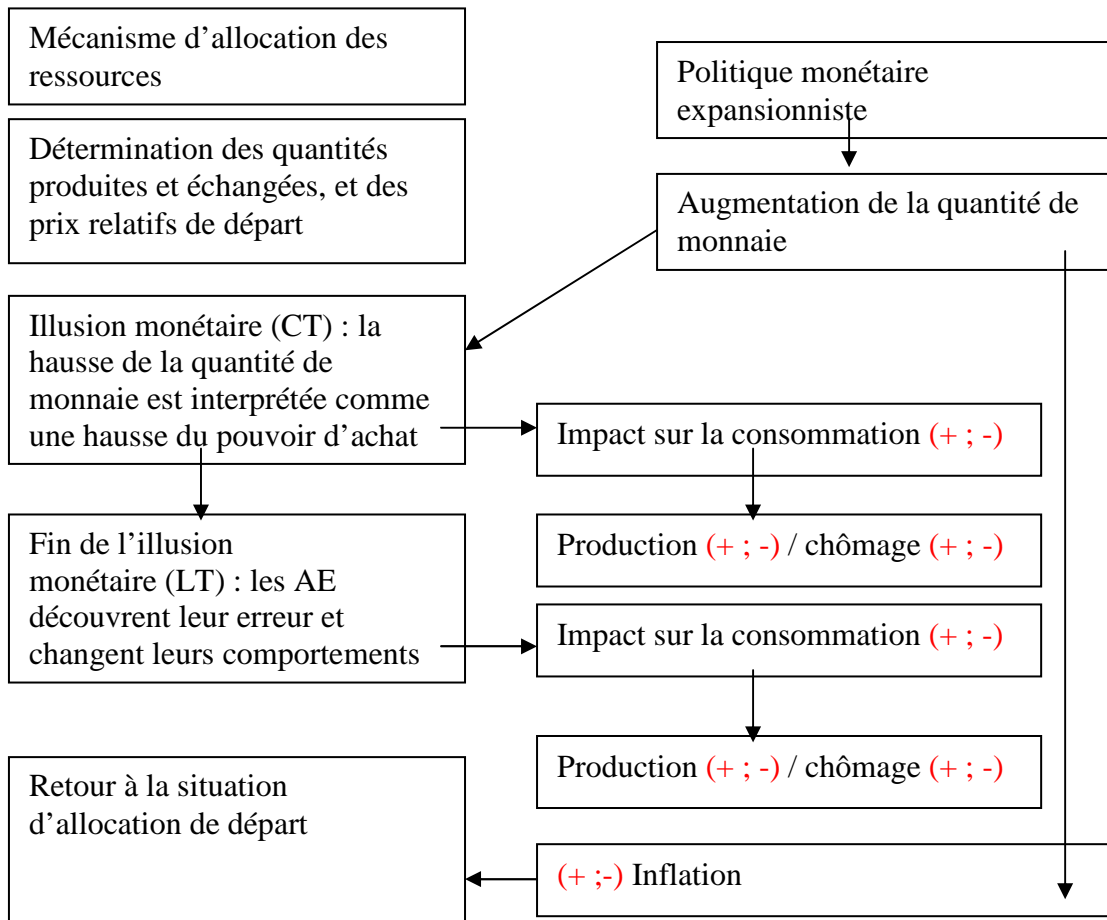 Mécanisme d'allocation des
ressources
Politique monétaire
expansionniste
Détermination des quantités
produites et échangées, et des
prix relatifs de départ
Augmentation de la quantité de
monnaie
Illusion monétaire (CT) : la
hausse de la quantité de
monnaie est interprétée comme
une hausse du pouvoir d'achat
Impact sur la consommation (+ ; -)
Production (+ ; -) / chômage (+ ; -)
Fin de l'illusion
monétaire (LT) : les AE
découvrent leur erreur et
changent leurs comportements
Impact sur la consommation (+ ; -)
Production (+ ; -) / chômage (+ ; -)
Retour à la situation
d'allocation de départ
(+ ;-) Inflation